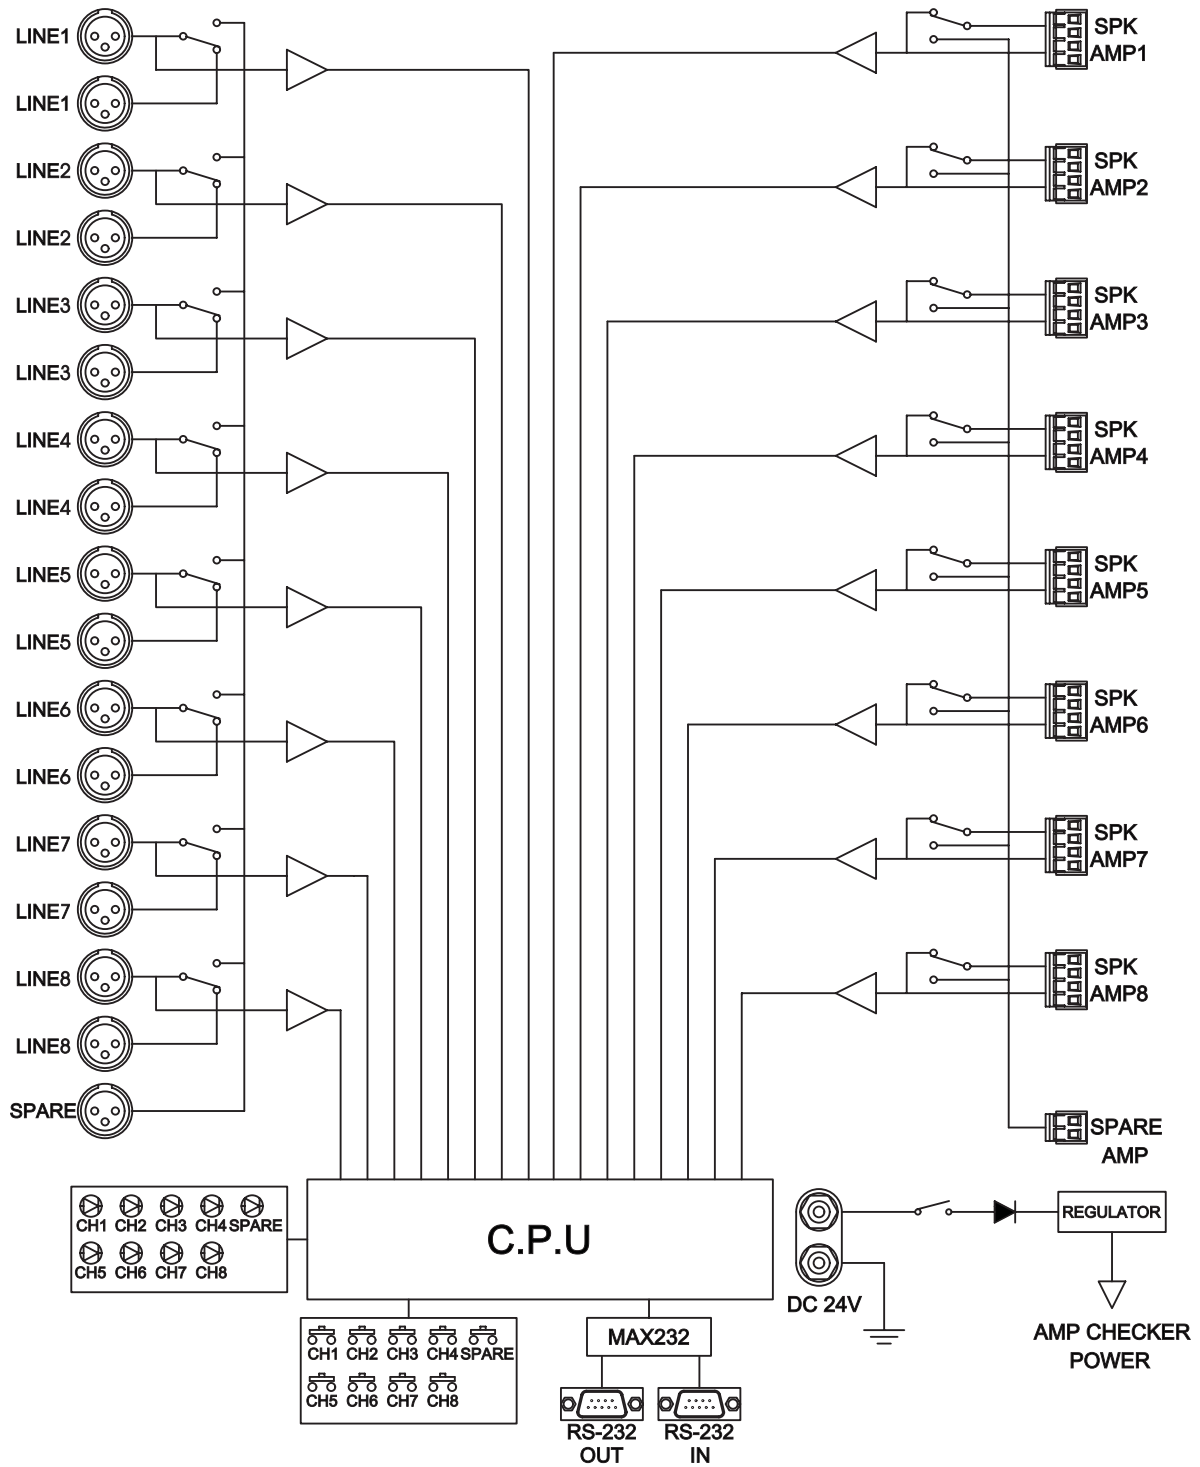 LINE1
LINE1
LINE2
LINE2
LINE3
LINE3
LINE4
LINE4
LINE5
LINE5
LINE6
LINE6
LINE7
LINE7
LINE8
LINE8
SPARE
SPK
AMP1
SPK
AMP2
SPK
AMP3
SPK
AMP4
SPK
AMP5
SPK
AMP6
SPK
AMP7
SPK
AMP8
SPARE
AMP
CH1 CH2 CH3 CH4 SPARE
CH5 CH6 CH7 CH8
C.P.U
DC 24V
REGULATOR
AMP CHECKER
POWER
CH1 CH2 CH3 CH4 SPARE
CH5 CH6 CH7 CH8
MAX232
RS-232
OUT
RS-232
IN